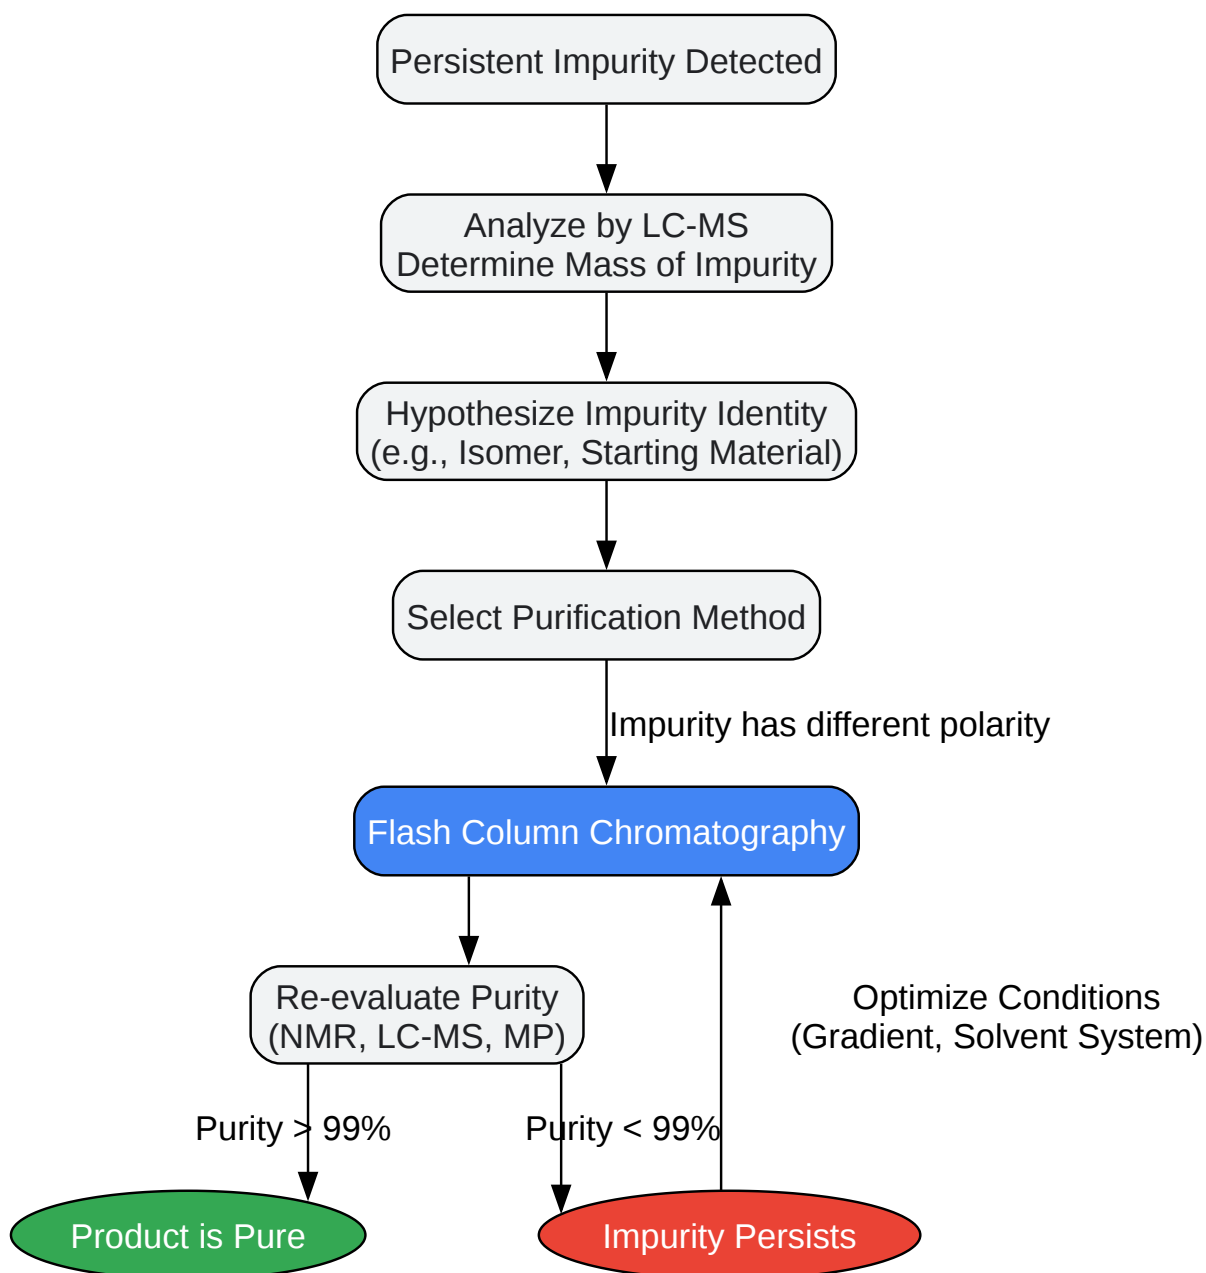 Persistent Impurity Detected
Analyze by LC-MS
Determine Mass of Impurity
Hypothesize Impurity Identity
(e.g., Isomer, Starting Material)
Select Purification Method
Impurity has different polarity
Flash Column Chromatography
Re-evaluate Purity
(NMR, LC-MS, MP)
Optimize Conditions
(Gradient, Solvent System)
Purity > 99%
Purity < 99%
Product is Pure
Impurity Persists